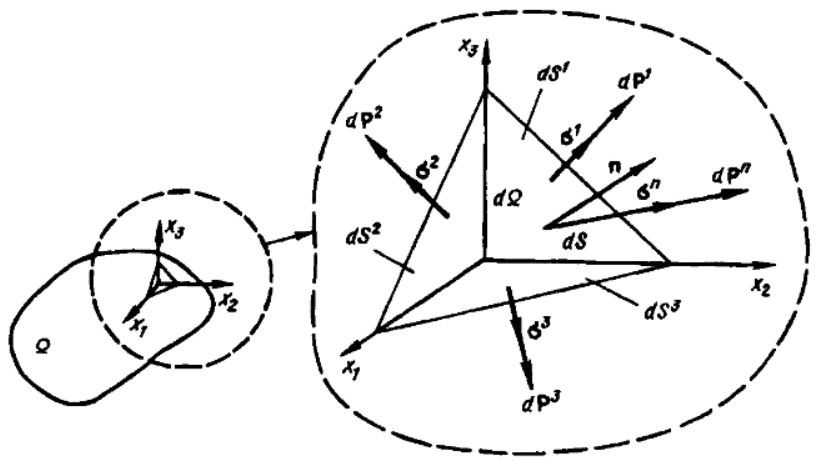 x₃
dS¹
dP¹
dP²
σ¹
n
σ²
dPⁿ
σⁿ
dΩ
dS²
dS
x₃
x₂
dS³
x₂
x₁
σ³
Ω
x₁
dP³